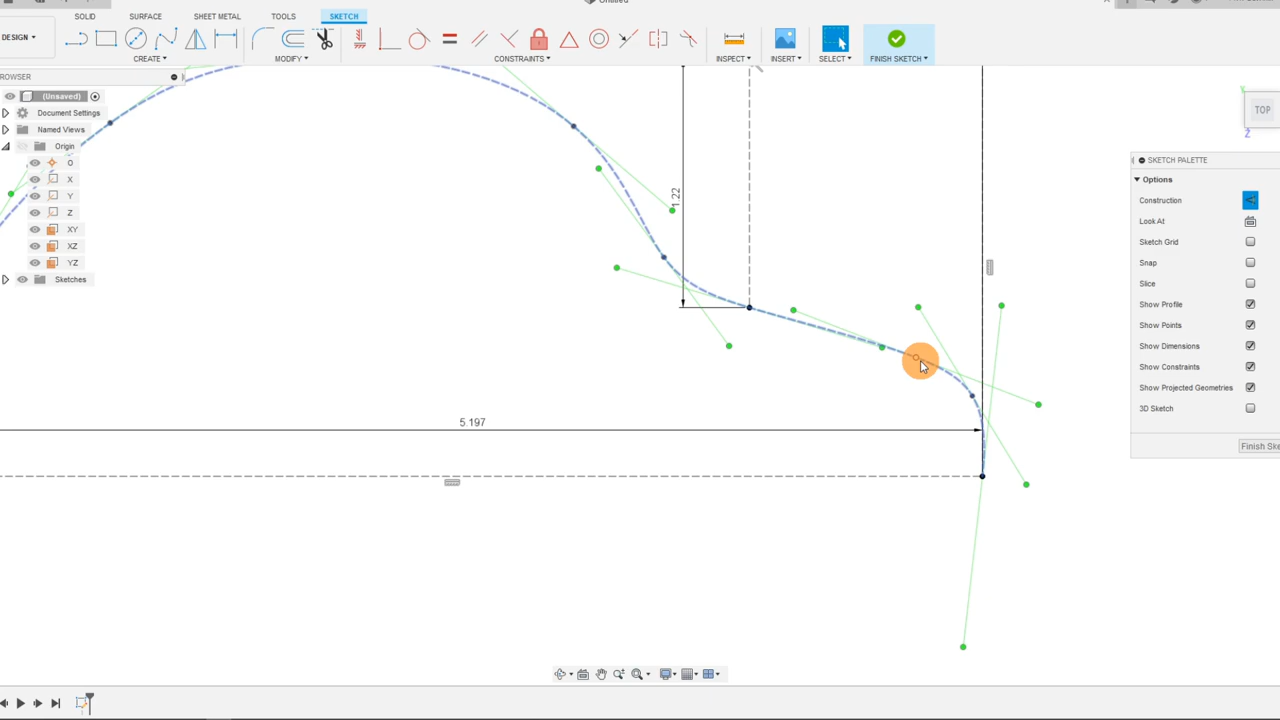 SOLID SURFACE SHEET METAL TOOLS SKETCH
DESIGN
CREATE MODIFY CONSTRAINTS INSPECT INSERT SELECT FINISH SKETCH
BROWSER
(Unsaved)
Document Settings
Named Views
Origin
O
X
Y
Z
XY
XZ
YZ
Sketches
1.22
5.197
TOP
Z
SKETCH PALETTE
Options
Construction
Look At
Sketch Grid
Snap
Slice
Show Profile
Show Points
Show Dimensions
Show Constraints
Show Projected Geometries
3D Sketch
Finish Ske